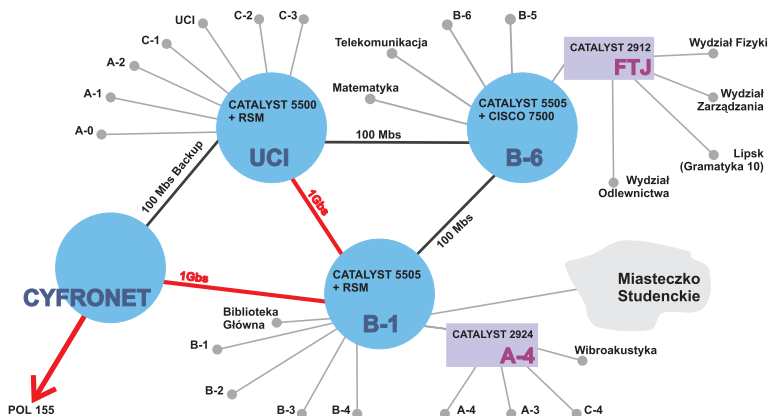 UCI
C-2
C-3
C-1
A-2
A-1
A-0
CATALYST 5500
+ RSM
UCI
B-6
B-5
Telekomunikacja
Matematyka
CATALYST 5505
+ CISCO 7500
B-6
CATALYST 2912
FTJ
Wydział Fizyki
Wydział
Zarządzania
Lipsk
(Gramatyka 10)
Wydział
Odlewnictwa
100 Mbs
100 Mbs Backup
1Gbs
100 Mbs
CYFRONET
1Gbs
CATALYST 5505
+ RSM
B-1
Miasteczko
Studenckie
Biblioteka
Główna
B-1
B-2
B-3
B-4
CATALYST 2924
A-4
Wibroakustyka
A-4
A-3
C-4
POL 155